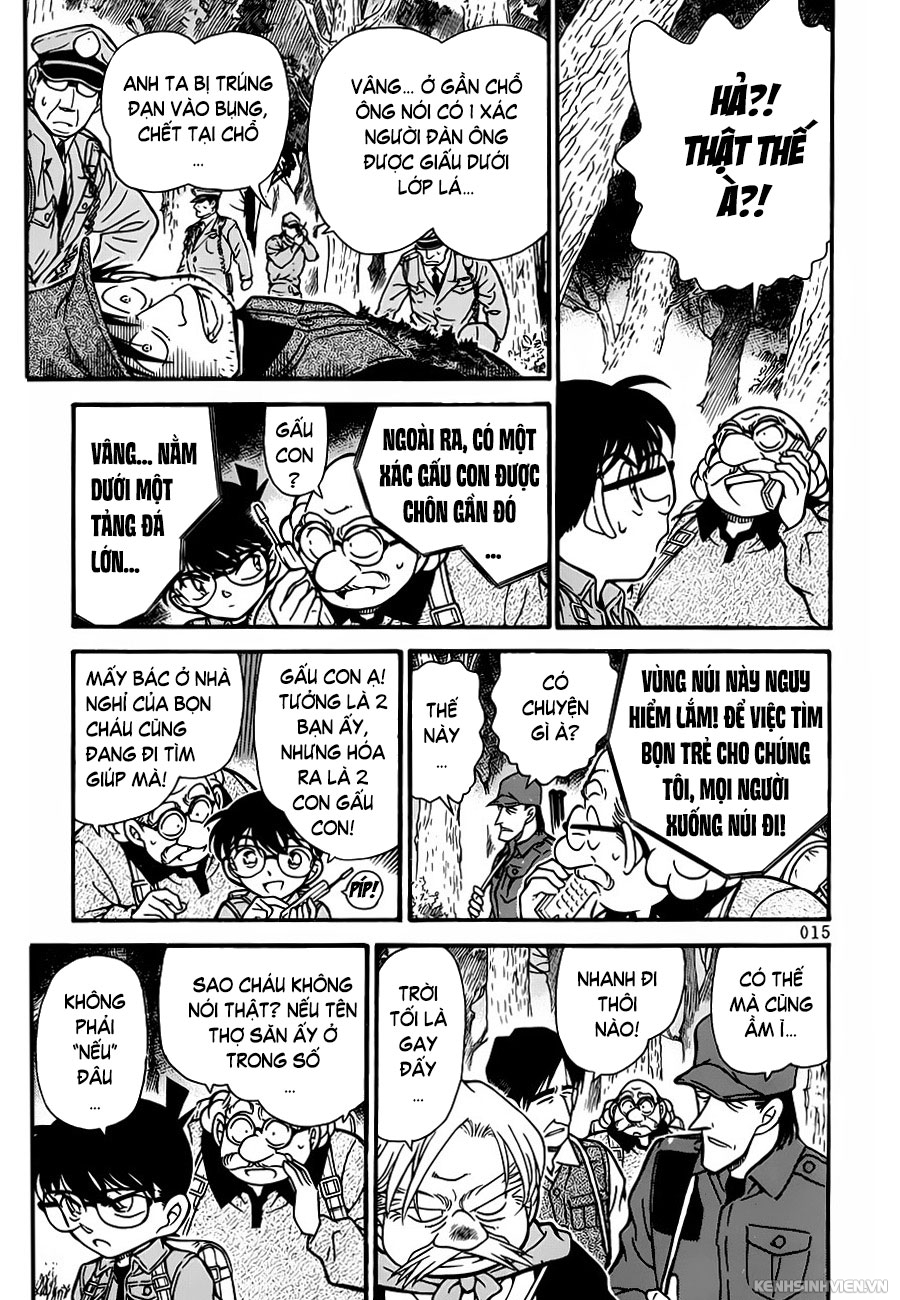 HẢ?!
THẬT THẾ
À?!
VÂNG... Ở GẦN CHỔ
ÔNG NÓI CÓ 1 XÁC
NGƯỜI ĐÀN ÔNG
ĐƯỢC GIẤU DƯỚI
LỚP LÁ...
ANH TA BỊ TRÚNG
ĐẠN VÀO BỤNG,
CHẾT TẠI CHỔ
...
NGOÀI RA, CÓ MỘT
XÁC GẤU CON ĐƯỢC
CHÔN GẦN ĐÓ
...
GẤU
CON
?
VÂNG... NẰM
DƯỚI MỘT
TẢNG ĐÁ
LỚN...
VÙNG NÚI NÀY NGUY
HIỂM LẮM! ĐỂ VIỆC TÌM
BỌN TRẺ CHO CHÚNG
TÔI, MỌI NGƯỜI
XUỐNG NÚI ĐI!
CÓ
CHUYỆN
GÌ À?
THẾ
NÀY
...
GẤU CON Ạ!
TƯỞNG LÀ 2
BẠN ẤY,
NHƯNG HÓA
RA LÀ 2
CON GẤU
CON!
PÍP!
MẤY BÁC Ở NHÀ
NGHỈ CỦA BỌN
CHÁU CŨNG
ĐANG ĐI TÌM
GIÚP MÀ!
015
CÓ THẾ
MÀ CŨNG
ẦM Ĩ...
NHANH ĐI
THÔI
NÀO!
TRỜI
TỐI LÀ
GAY
ĐẤY
SAO CHÁU KHÔNG
NÓI THẬT? NẾU TÊN
THỢ SĂN ẤY Ở
TRONG SỐ
...
KHÔNG
PHẢI
"NẾU"
ĐÂU
...
KENHSINHVIEN.VN